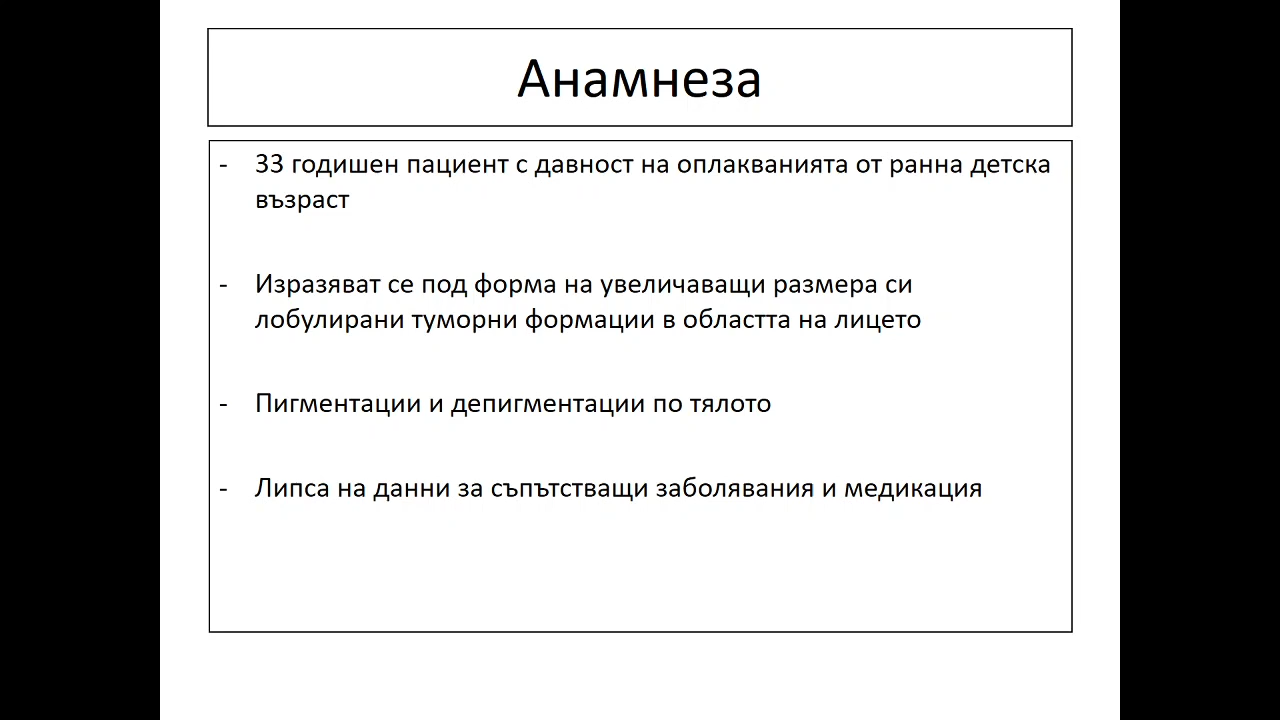 Анамнеза
- 33 годишен пациент с давност на оплакванията от ранна детска
възраст
- Изразяват се под форма на увеличаващи размера си
лобулирани туморни формации в областта на лицето
- Пигментации и депигментации по тялото
- Липса на данни за съпътстващи заболявания и медикация